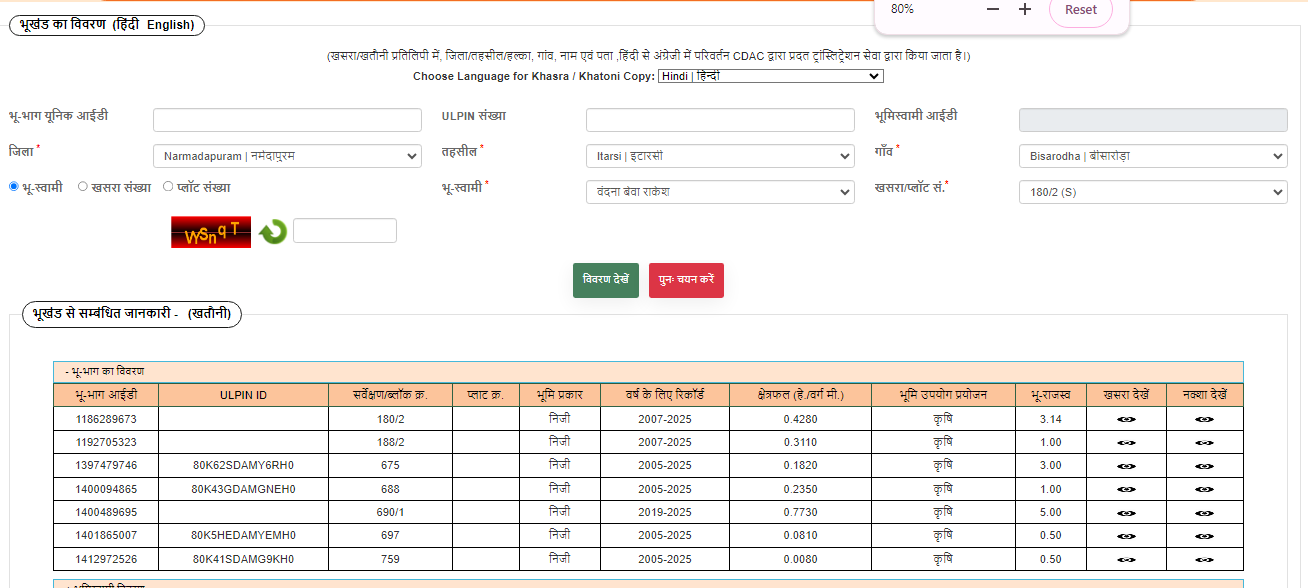 80% — + Reset
भूखंड का विवरण (हिंदी English)
(खसरा/खतौनी प्रतिलिपी में, जिला/तहसील/हल्का, गांव, नाम एवं पता ,हिंदी से अंग्रेजी में परिवर्तन CDAC द्वारा प्रदत ट्रांस्लिट्रेशन सेवा द्वारा किया जाता है।)
Choose Language for Khasra / Khatoni Copy: Hindi | हिन्दी
भू-भाग यूनिक आईडी ULPIN संख्या भूमिस्वामी आईडी
जिला * Narmadapuram | नर्मदापुरम तहसील * Itarsi | इटारसी गाँव * Bisarodha | बीसारोड़ा
भू-स्वामी खसरा संख्या प्लॉट संख्या भू-स्वामी * वंदना बेवा राकेश खसरा/प्लॉट सं.* 180/2 (S)
WSnqT
विवरण देखें पुनः चयन करें
भूखंड से सम्बंधित जानकारी - (खतौनी)
- भू-भाग का विवरण
भू-भाग आईडी ULPIN ID सर्वेक्षण/ब्लॉक क्र. प्लाट क्र. भूमि प्रकार वर्ष के लिए रिकॉर्ड क्षेत्रफल (हे./वर्ग मी.) भूमि उपयोग प्रयोजन भू-राजस्व खसरा देखें नक्शा देखें
1186289673 180/2 निजी 2007-2025 0.4280 कृषि 3.14
1192705323 188/2 निजी 2007-2025 0.3110 कृषि 1.00
1397479746 80K62SDAMY6RH0 675 निजी 2005-2025 0.1820 कृषि 3.00
1400094865 80K43GDAMGNEH0 688 निजी 2005-2025 0.2350 कृषि 1.00
1400489695 690/1 निजी 2019-2025 0.7730 कृषि 5.00
1401865007 80K5HEDAMYEMH0 697 निजी 2005-2025 0.0810 कृषि 0.50
1412972526 80K41SDAMG9KH0 759 निजी 2005-2025 0.0080 कृषि 0.50